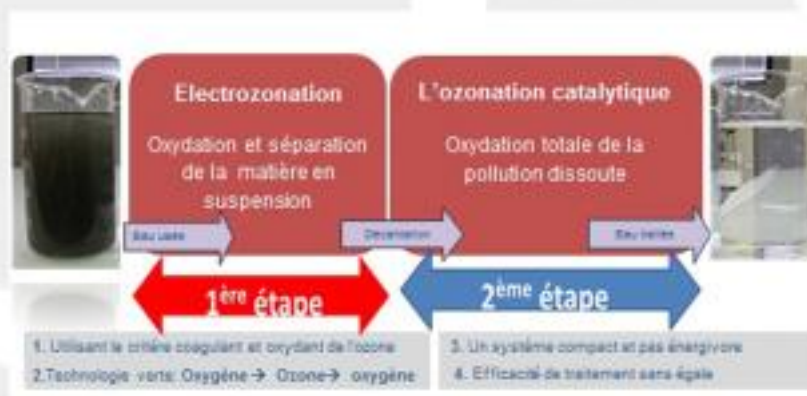 Electrozonation
Oxydation et séparation
de la matière en
suspension
L'ozonation catalytique
Oxydation totale de la
pollution dissoute
Eau usée
Décantation
Eau traitée
1ère étape
2ème étape
1. Utilisant le critère coagulant et oxydant de l'ozone
2.Technologie verte: Oxygène→ Ozone→ oxygène
3. Un système compact et pas énergivore
4. Efficacité de traitement sans égale